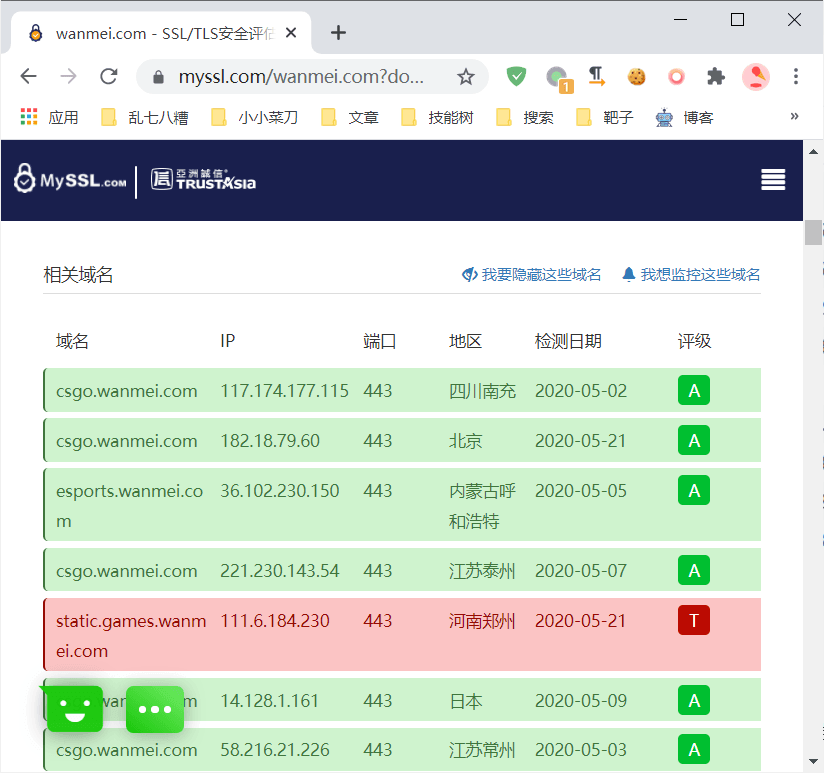 wanmei.com - SSL/TLS安全评估
myssl.com/wanmei.com?do...
1
应用 乱七八糟 小小菜刀 文章 技能树 搜索 靶子 博客 »
MySSL.COM 亞洲誠信 TRUSTAsia
相关域名 我要隐藏这些域名 我想监控这些域名
域名 IP 端口 地区 检测日期 评级
csgo.wanmei.com 117.174.177.115 443 四川南充 2020-05-02 A
csgo.wanmei.com 182.18.79.60 443 北京 2020-05-21 A
esports.wanmei.co 36.102.230.150 443 内蒙古呼 2020-05-05 A
m 和浩特
csgo.wanmei.com 221.230.143.54 443 江苏泰州 2020-05-07 A
static.games.wanm 111.6.184.230 443 河南郑州 2020-05-21 T
ei.com
14.128.1.161 443 日本 2020-05-09 A
csgo.wanmei.com 58.216.21.226 443 江苏常州 2020-05-03 A